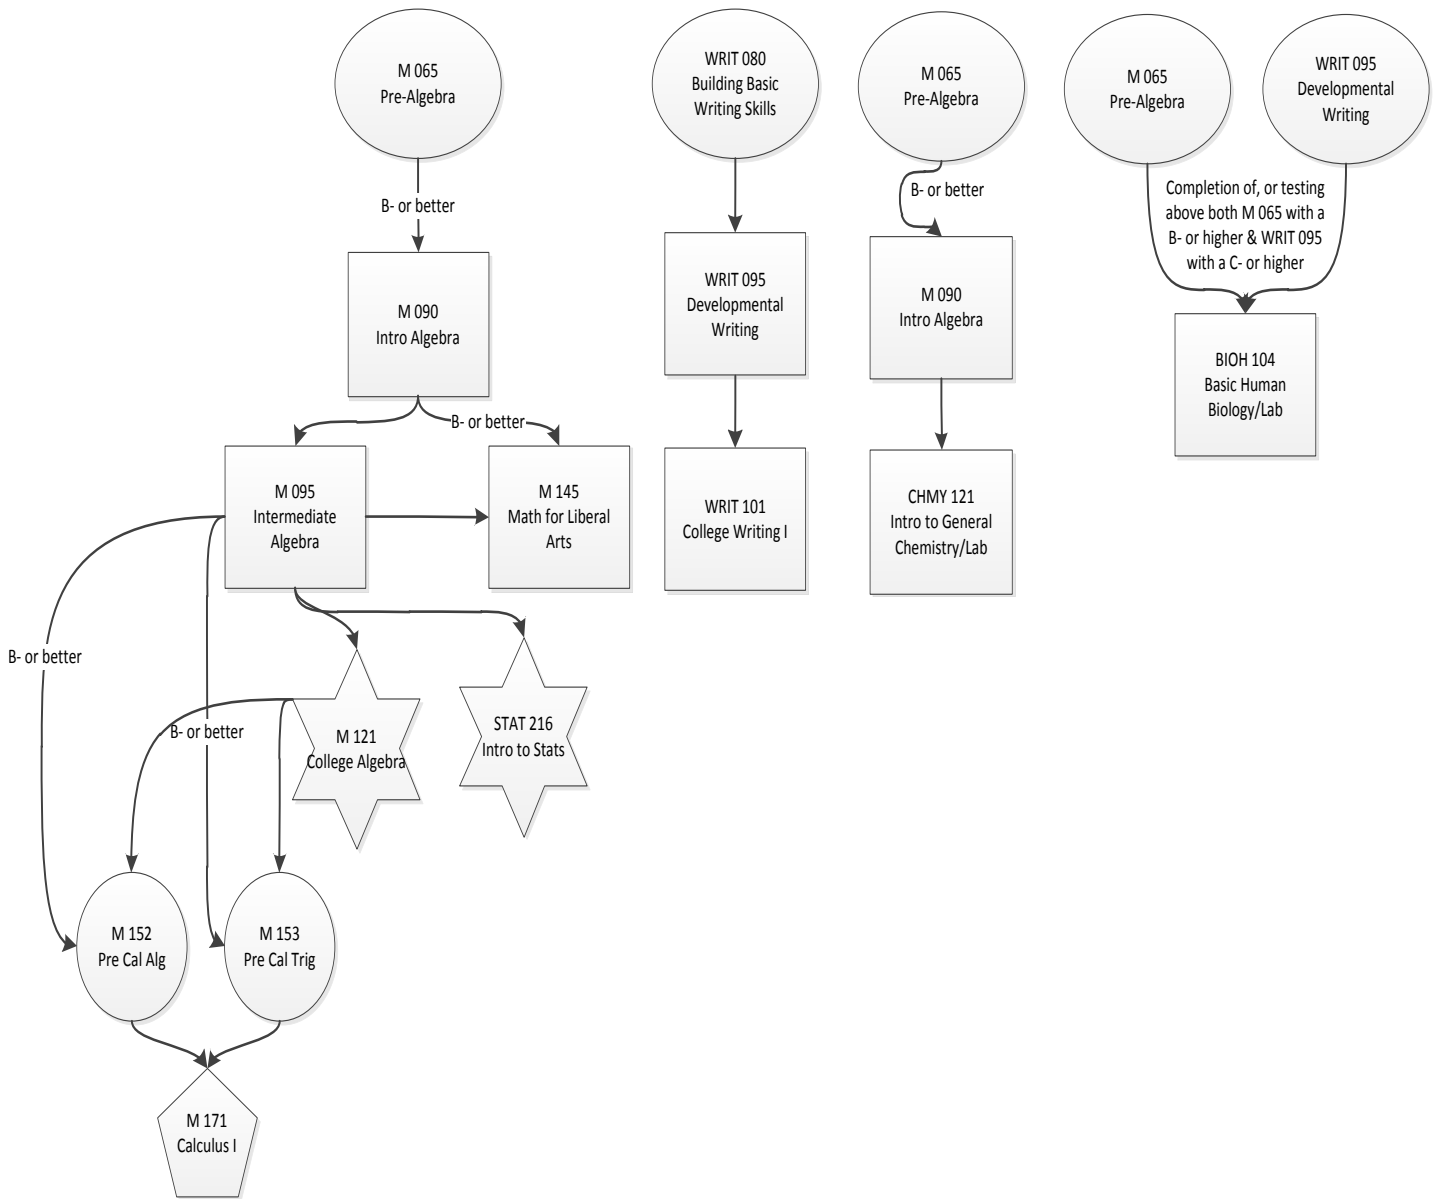 M 065
Pre-Algebra
B- or better
M 090
Intro Algebra
B- or better
M 095
Intermediate
Algebra
M 145
Math for Liberal
Arts
B- or better
B- or better
M 121
College Algebra
STAT 216
Intro to Stats
M 152
Pre Cal Alg
M 153
Pre Cal Trig
M 171
Calculus I
WRIT 080
Building Basic
Writing Skills
WRIT 095
Developmental
Writing
WRIT 101
College Writing I
M 065
Pre-Algebra
B- or better
M 090
Intro Algebra
CHMY 121
Intro to General
Chemistry/Lab
M 065
Pre-Algebra
WRIT 095
Developmental
Writing
Completion of, or testing
above both M 065 with a
B- or higher & WRIT 095
with a C- or higher
BIOH 104
Basic Human
Biology/Lab